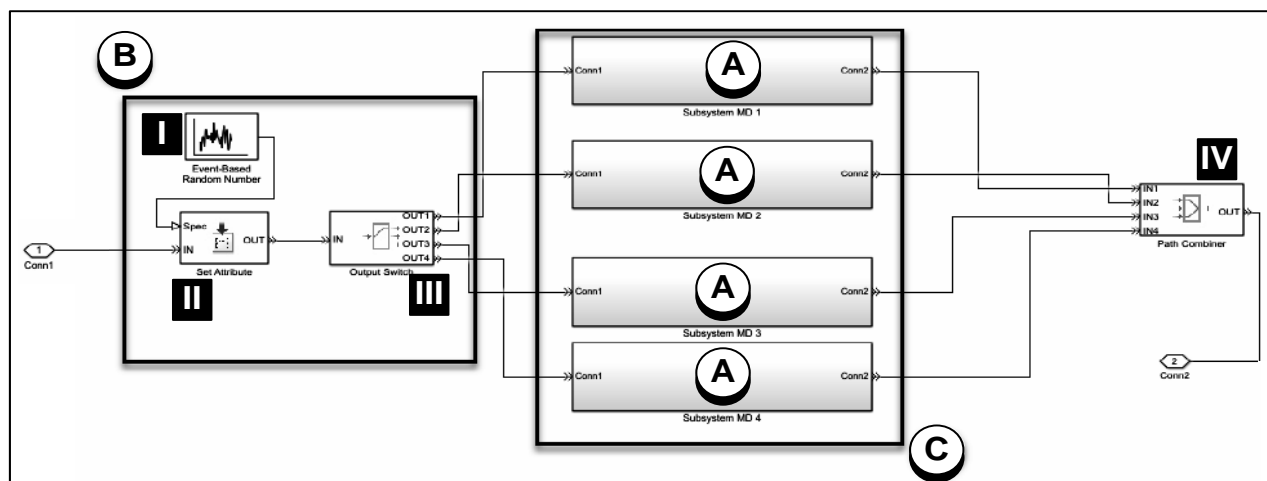 B
I
Event-Based
Random Number
Spec
IN
OUT
Set Attribute
II
IN
OUT1
OUT2
OUT3
OUT4
Output Switch
III
1
Conn1
Conn1
A
Conn2
Subsystem MD 1
Conn1
A
Conn2
Subsystem MD 2
Conn1
A
Conn2
Subsystem MD 3
Conn1
A
Conn2
Subsystem MD 4
C
IV
IN1
IN2
IN3
IN4
OUT
Path Combiner
2
Conn2